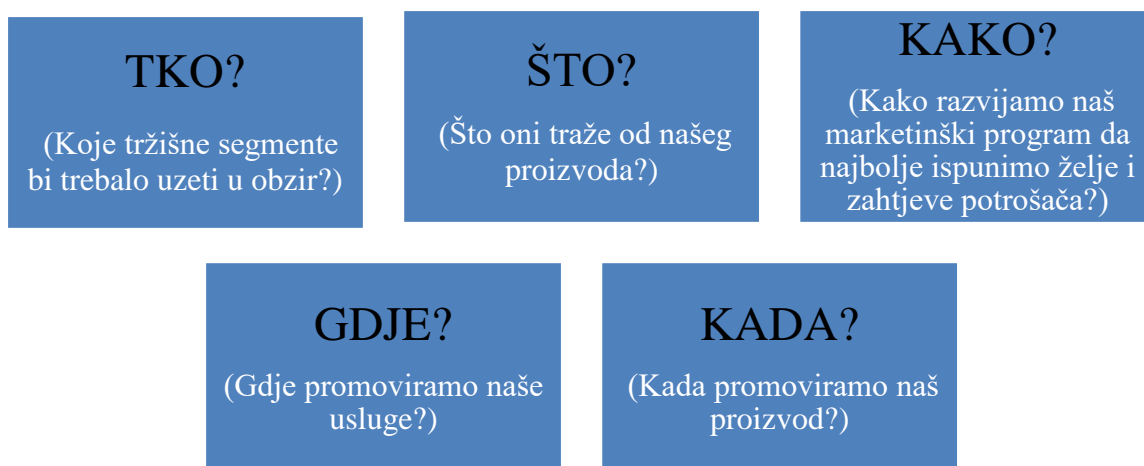 TKO?
(Koje tržišne segmente
bi trebalo uzeti u obzir?)
ŠTO?
(Što oni traže od našeg
proizvoda?)
KAKO?
(Kako razvijamo naš
marketinški program da
najbolje ispunimo želje i
zahtjeve potrošača?)
GDJE?
(Gdje promoviramo naše
usluge?)
KADA?
(Kada promoviramo naš
proizvod?)